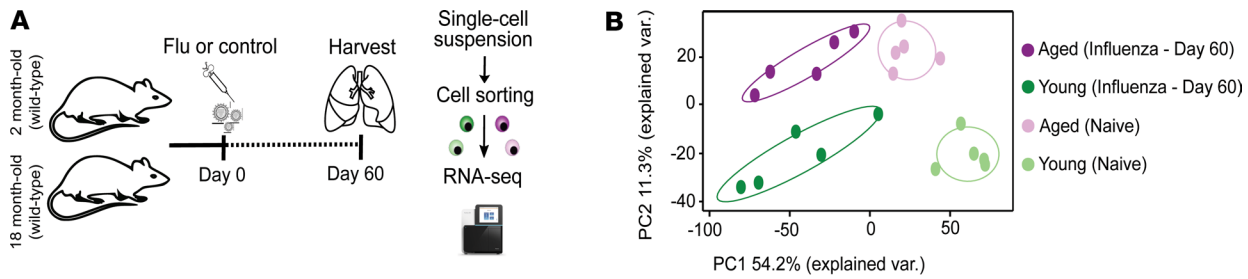 A
2 month-old
(wild-type)
18 month-old
(wild-type)
Flu or control
Harvest
Day 0
Day 60
Single-cell
suspension
Cell sorting
RNA-seq
B
PC2 11.3% (explained var.)
20
0
-20
-40
-100
-50
0
50
PC1 54.2% (explained var.)
Aged (Influenza - Day 60)
Young (Influenza - Day 60)
Aged (Naive)
Young (Naive)